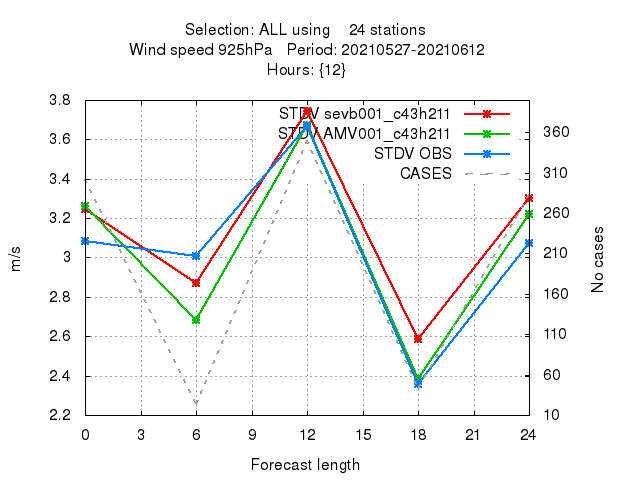 Selection: ALL using 24 stations
Wind speed 925hPa Period: 20210527-20210612
Hours: {12}
STDV sevb001_c43h211
STDV AMV001_c43h211
STDV OBS
CASES
3.8
3.6
3.4
3.2
3
2.8
2.6
2.4
2.2
m/s
360
310
260
210
160
110
60
10
No cases
0 3 6 9 12 15 18 21 24
Forecast length